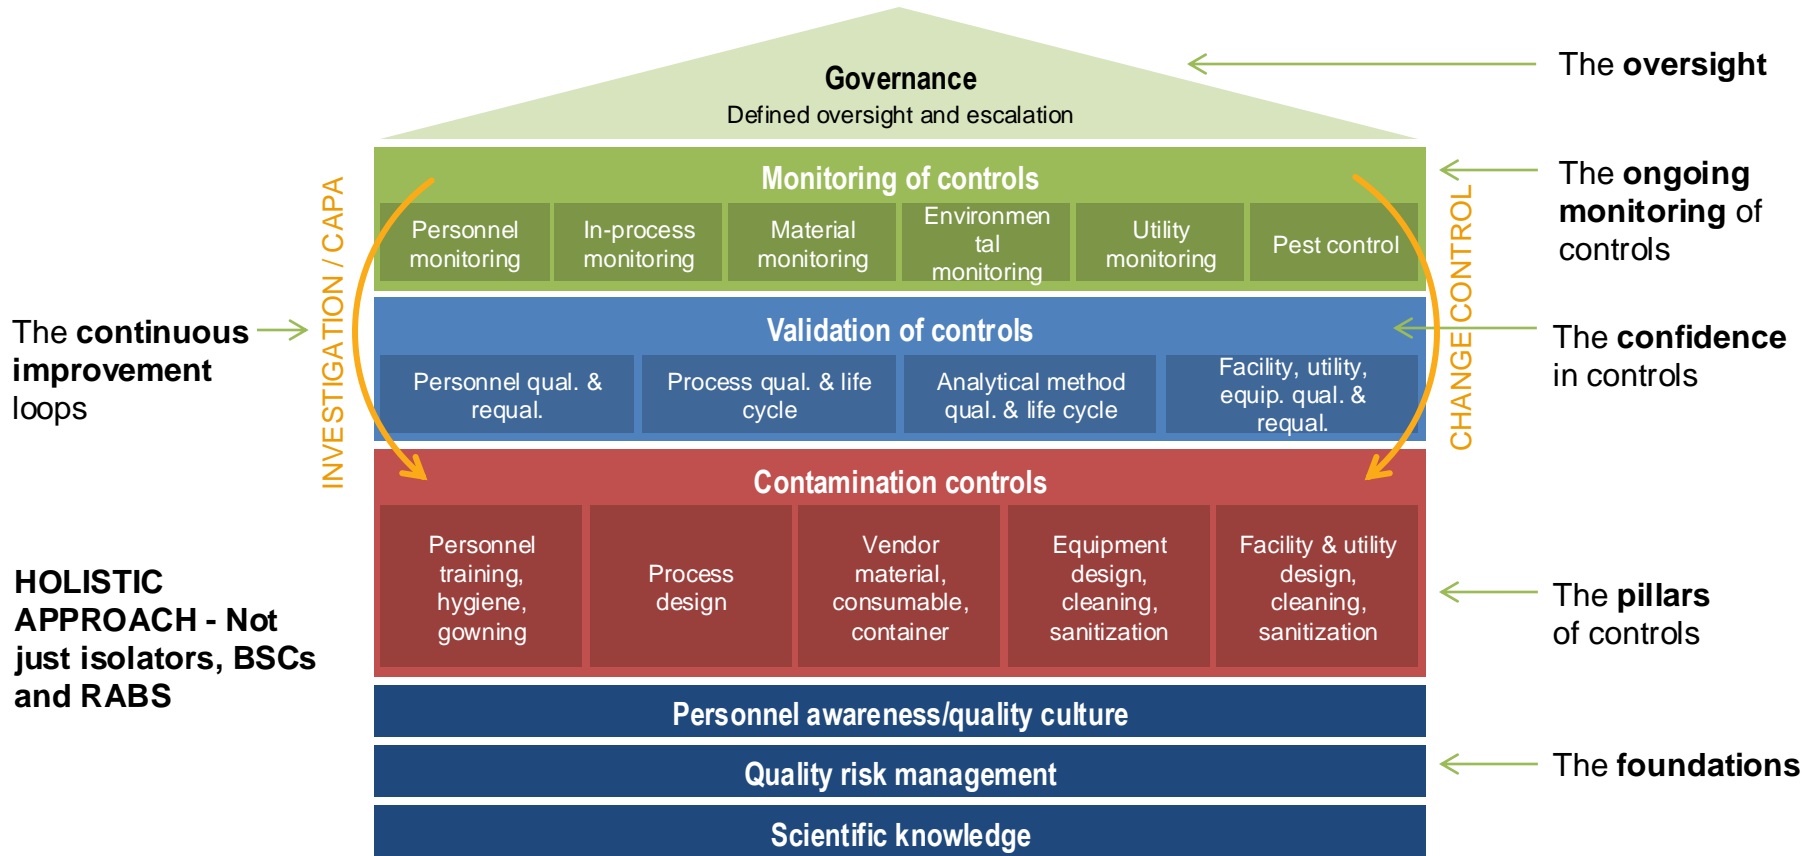 Governance
Defined oversight and escalation
The oversight
Monitoring of controls
Personnel
monitoring
In-process
monitoring
Material
monitoring
Environmen
tal
monitoring
Utility
monitoring
Pest control
The ongoing
monitoring of
controls
INVESTIGATION / CAPA
CHANGE CONTROL
The continuous
improvement
loops
Validation of controls
Personnel qual. &
requal.
Process qual. & life
cycle
Analytical method
qual. & life cycle
Facility, utility,
equip. qual. &
requal.
The confidence
in controls
Contamination controls
Personnel
training,
hygiene,
gowning
Process
design
Vendor
material,
consumable,
container
Equipment
design,
cleaning,
sanitization
Facility & utility
design,
cleaning,
sanitization
The pillars
of controls
HOLISTIC
APPROACH - Not
just isolators, BSCs
and RABS
Personnel awareness/quality culture
Quality risk management
The foundations
Scientific knowledge